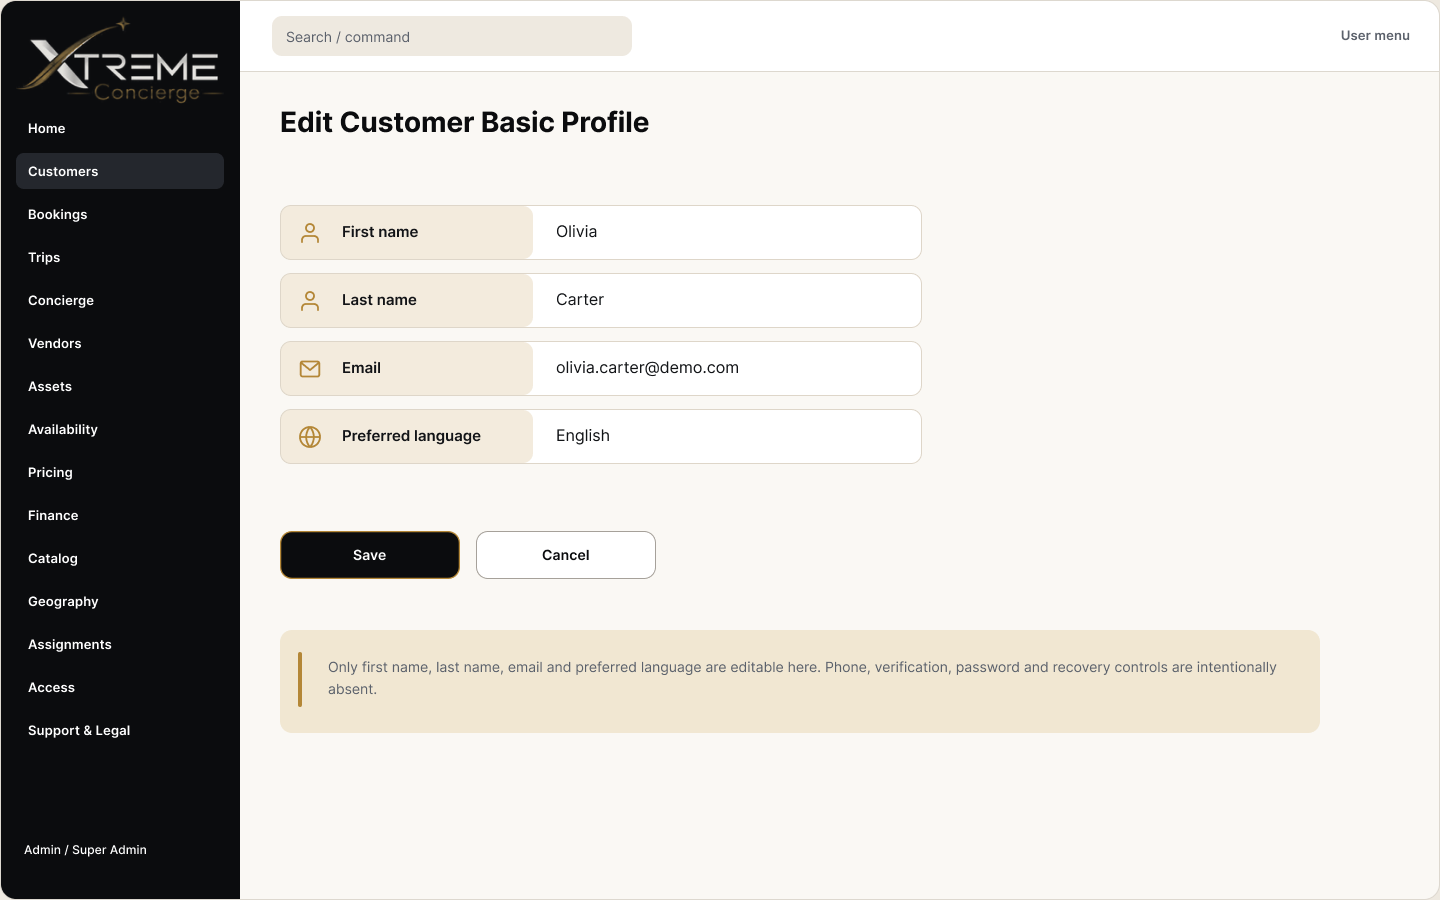 XTREME
Concierge
Home
Customers
Bookings
Trips
Concierge
Vendors
Assets
Availability
Pricing
Finance
Catalog
Geography
Assignments
Access
Support & Legal
Admin / Super Admin
Search / command
User menu
Edit Customer Basic Profile
First name Olivia
Last name Carter
Email olivia.carter@demo.com
Preferred language English
Save Cancel
Only first name, last name, email and preferred language are editable here. Phone, verification, password and recovery controls are intentionally
absent.